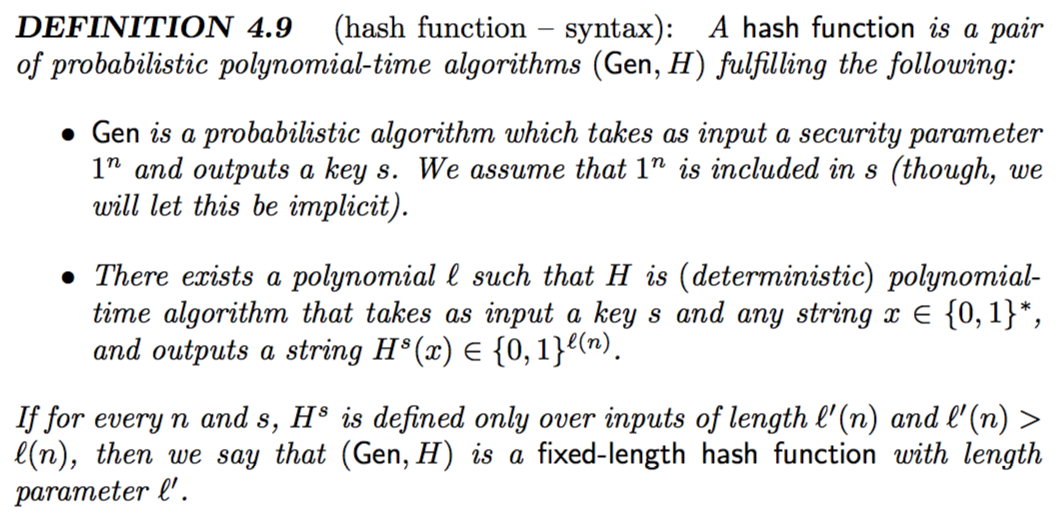 DEFINITION 4.9 (hash function – syntax): A hash function is a pair
of probabilistic polynomial-time algorithms (Gen, H) fulfilling the following:
• Gen is a probabilistic algorithm which takes as input a security parameter
1ⁿ and outputs a key s. We assume that 1ⁿ is included in s (though, we
will let this be implicit).
• There exists a polynomial ℓ such that H is (deterministic) polynomial-
time algorithm that takes as input a key s and any string x ∈ {0, 1}*,
and outputs a string Hˢ(x) ∈ {0, 1}^ℓ(n).
If for every n and s, Hˢ is defined only over inputs of length ℓ′(n) and ℓ′(n) >
ℓ(n), then we say that (Gen, H) is a fixed-length hash function with length
parameter ℓ′.